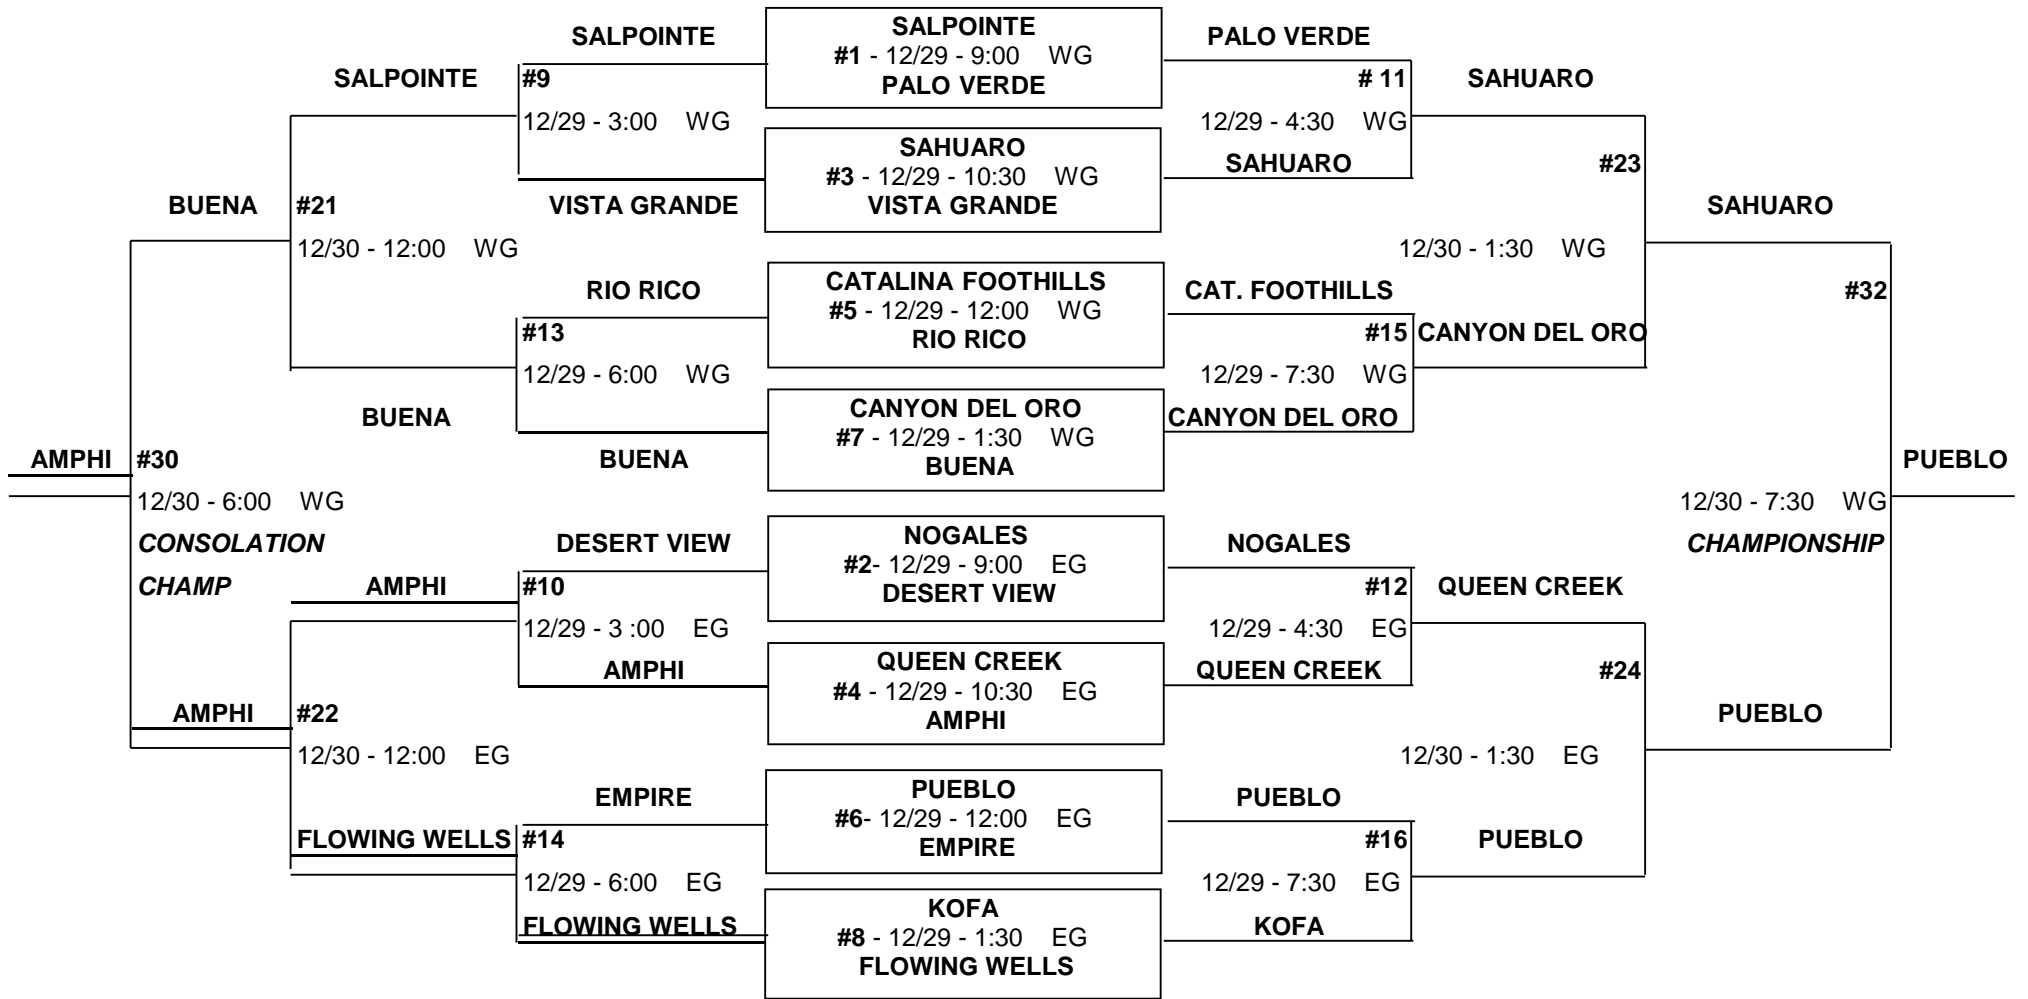 SALPOINTE
SALPOINTE
#1 - 12/29 - 9:00 WG
PALO VERDE
PALO VERDE
SALPOINTE
#9
# 11
SAHUARO
12/29 - 3:00 WG
12/29 - 4:30 WG
SAHUARO
#3 - 12/29 - 10:30 WG
VISTA GRANDE
SAHUARO
#23
BUENA
#21
VISTA GRANDE
SAHUARO
12/30 - 12:00 WG
12/30 - 1:30 WG
RIO RICO
CATALINA FOOTHILLS
#5 - 12/29 - 12:00 WG
RIO RICO
CAT. FOOTHILLS
#32
#13
#15
CANYON DEL ORO
12/29 - 6:00 WG
12/29 - 7:30 WG
BUENA
CANYON DEL ORO
#7 - 12/29 - 1:30 WG
BUENA
CANYON DEL ORO
AMPHI
#30
BUENA
PUEBLO
12/30 - 6:00 WG
12/30 - 7:30 WG
CONSOLATION
CHAMP
DESERT VIEW
NOGALES
#2- 12/29 - 9:00 EG
DESERT VIEW
NOGALES
CHAMPIONSHIP
AMPHI
#10
#12
QUEEN CREEK
12/29 - 3 :00 EG
12/29 - 4:30 EG
AMPHI
QUEEN CREEK
#4 - 12/29 - 10:30 EG
AMPHI
QUEEN CREEK
#24
AMPHI
#22
PUEBLO
12/30 - 12:00 EG
12/30 - 1:30 EG
EMPIRE
PUEBLO
#6- 12/29 - 12:00 EG
EMPIRE
PUEBLO
FLOWING WELLS
#14
#16
PUEBLO
12/29 - 6:00 EG
12/29 - 7:30 EG
FLOWING WELLS
KOFA
#8 - 12/29 - 1:30 EG
FLOWING WELLS
KOFA